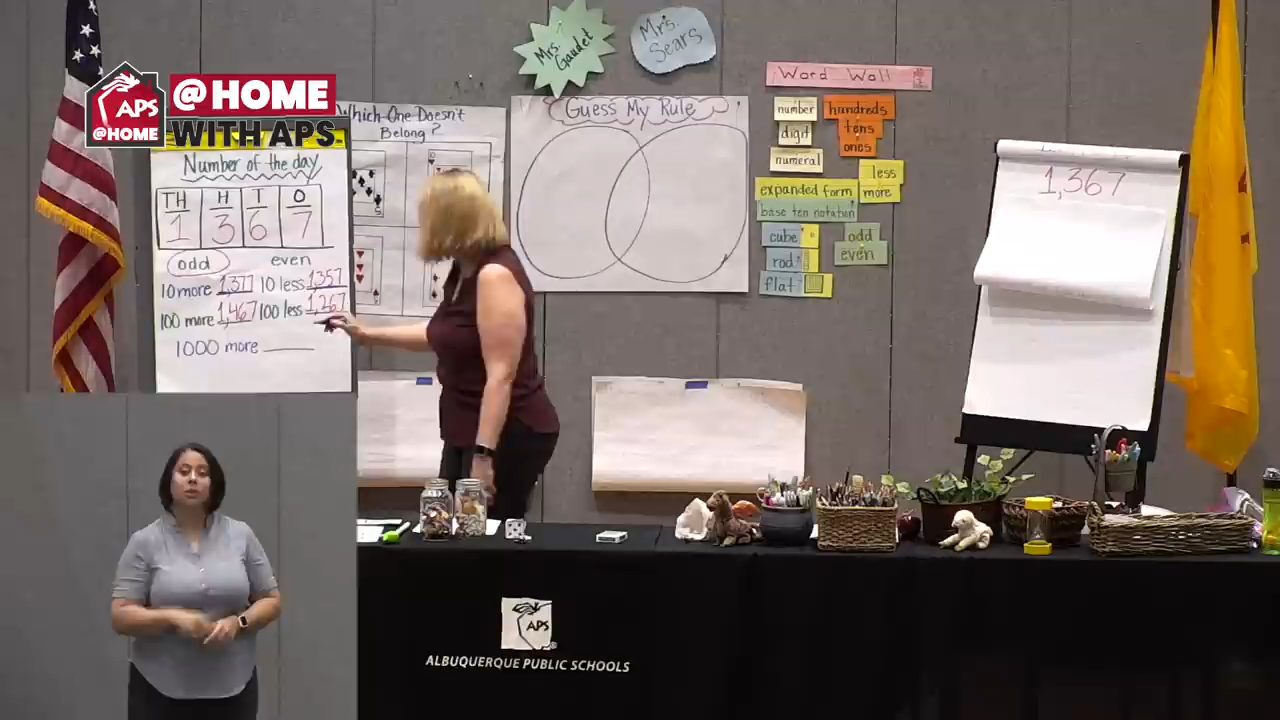 APS
@HOME
@HOME
WITH APS
Number of the day
TH H T O
1 3 6 7
odd even
10 more 1,377 10 less 1,357
100 more 1,467 100 less 1,267
1000 more
Which One Doesn't
Belong?
Mrs. Gaudet
Mrs. Sears
Guess My Rule
Word Wall
number
digit
numeral
hundreds
tens
ones
less
more
expanded form
base ten notation
cube
rod
flat
odd
even
1,367
APS
ALBUQUERQUE PUBLIC SCHOOLS